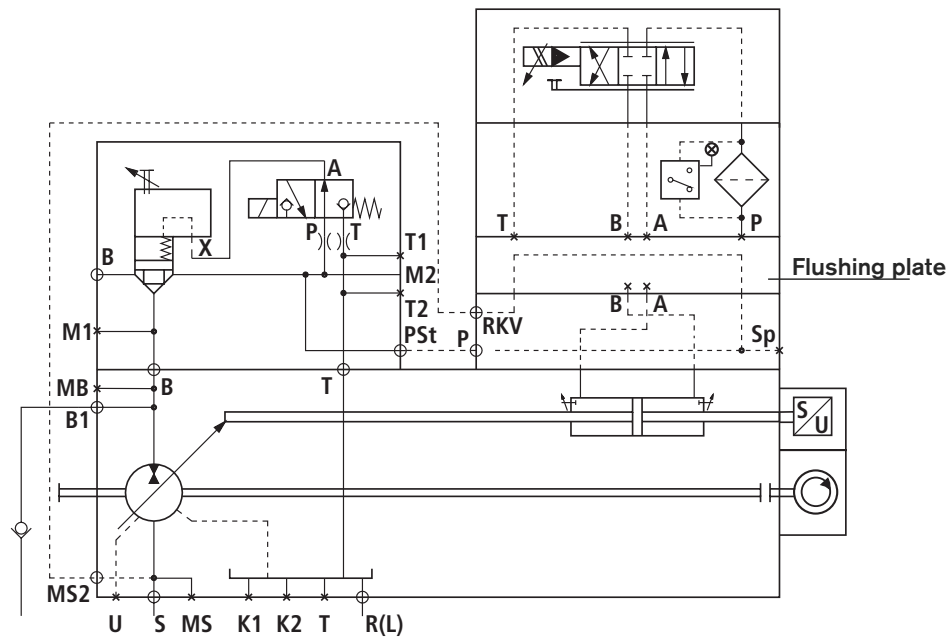 A
P
T
X
B
T1
M2
T2
PSt
M1
MB
B
T
B1
T
B
A
P
Flushing plate
B
A
RKV
P
Sp
S
U
MS2
U
S
MS
K1
K2
T
R(L)